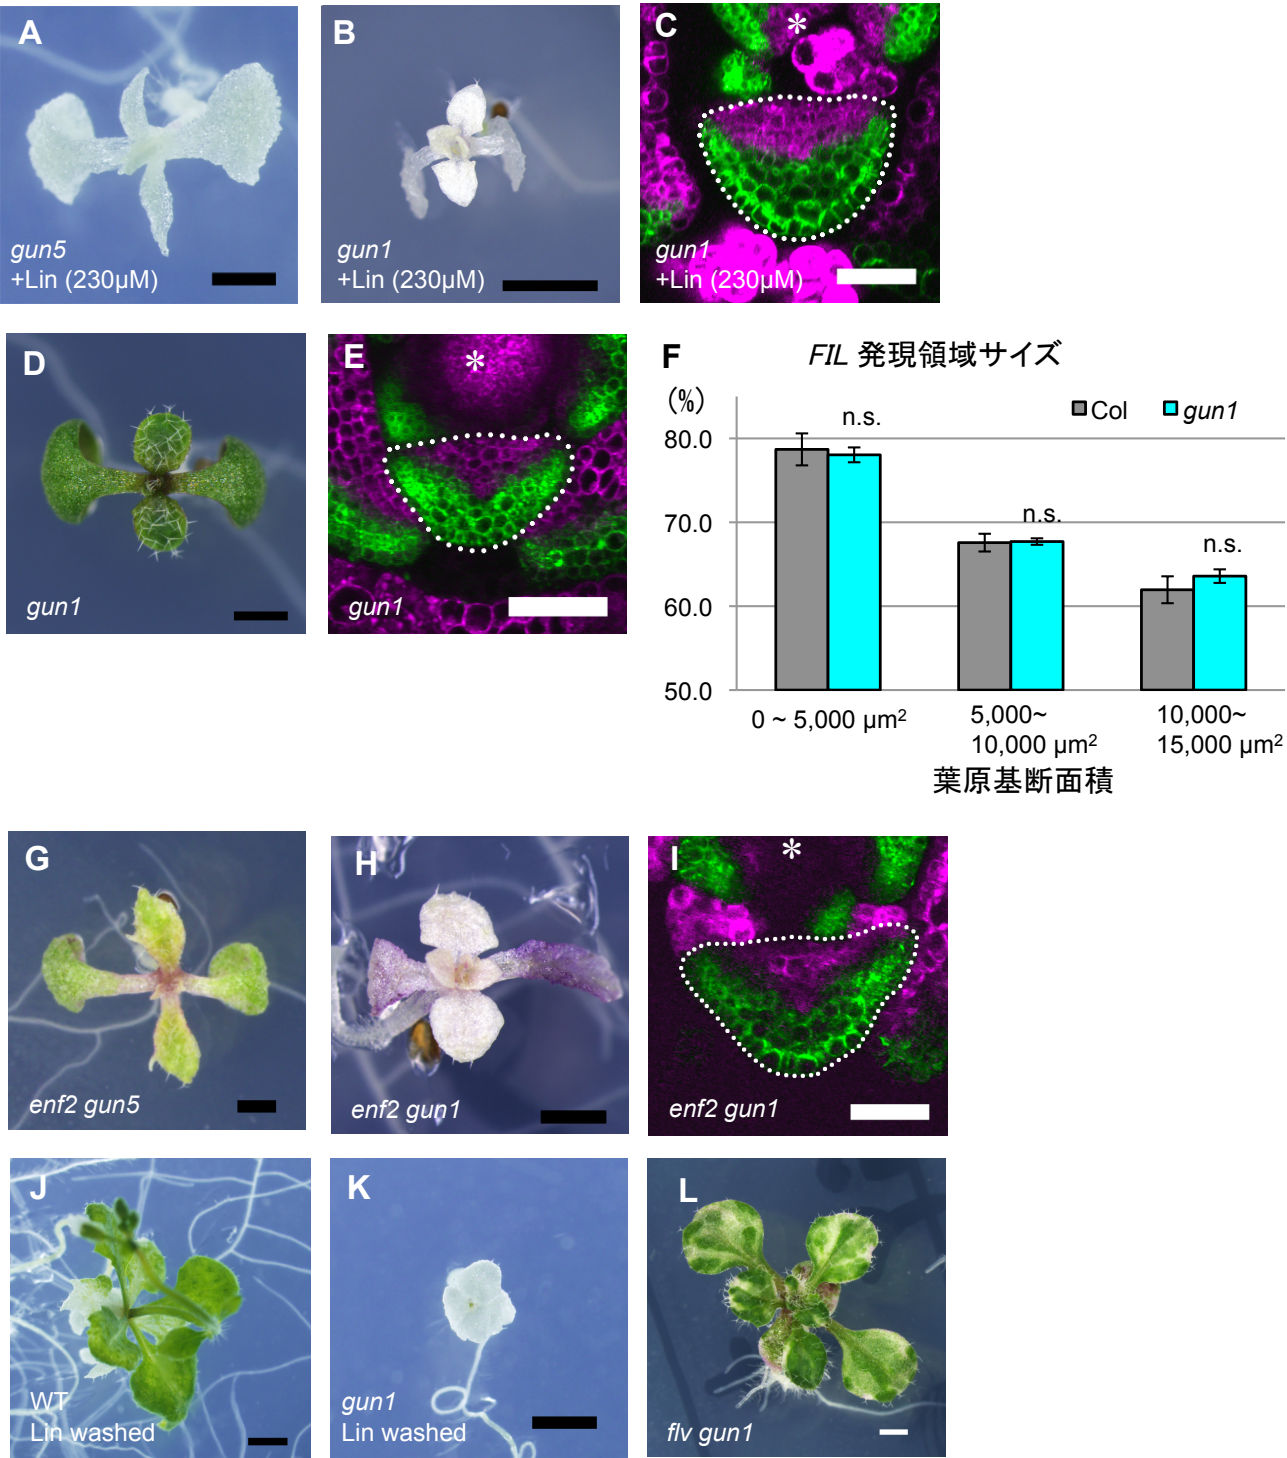 A
gun5
+Lin (230µM)
B
gun1
+Lin (230µM)
C
*
gun1
+Lin (230µM)
D
gun1
E
*
gun1
F
FIL 発現領域サイズ
(%)
Col
gun1
80.0
70.0
60.0
50.0
n.s.
n.s.
n.s.
0 ~ 5,000 µm²
5,000~
10,000 µm²
10,000~
15,000 µm²
葉原基断面積
G
enf2 gun5
H
enf2 gun1
I
*
enf2 gun1
J
WT
Lin washed
K
gun1
Lin washed
L
flv gun1